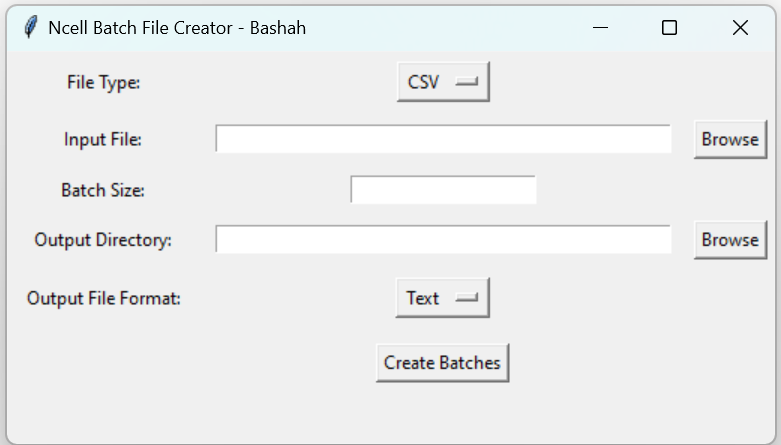 Ncell Batch File Creator - Bashah
File Type: CSV
Input File: Browse
Batch Size:
Output Directory: Browse
Output File Format: Text
Create Batches